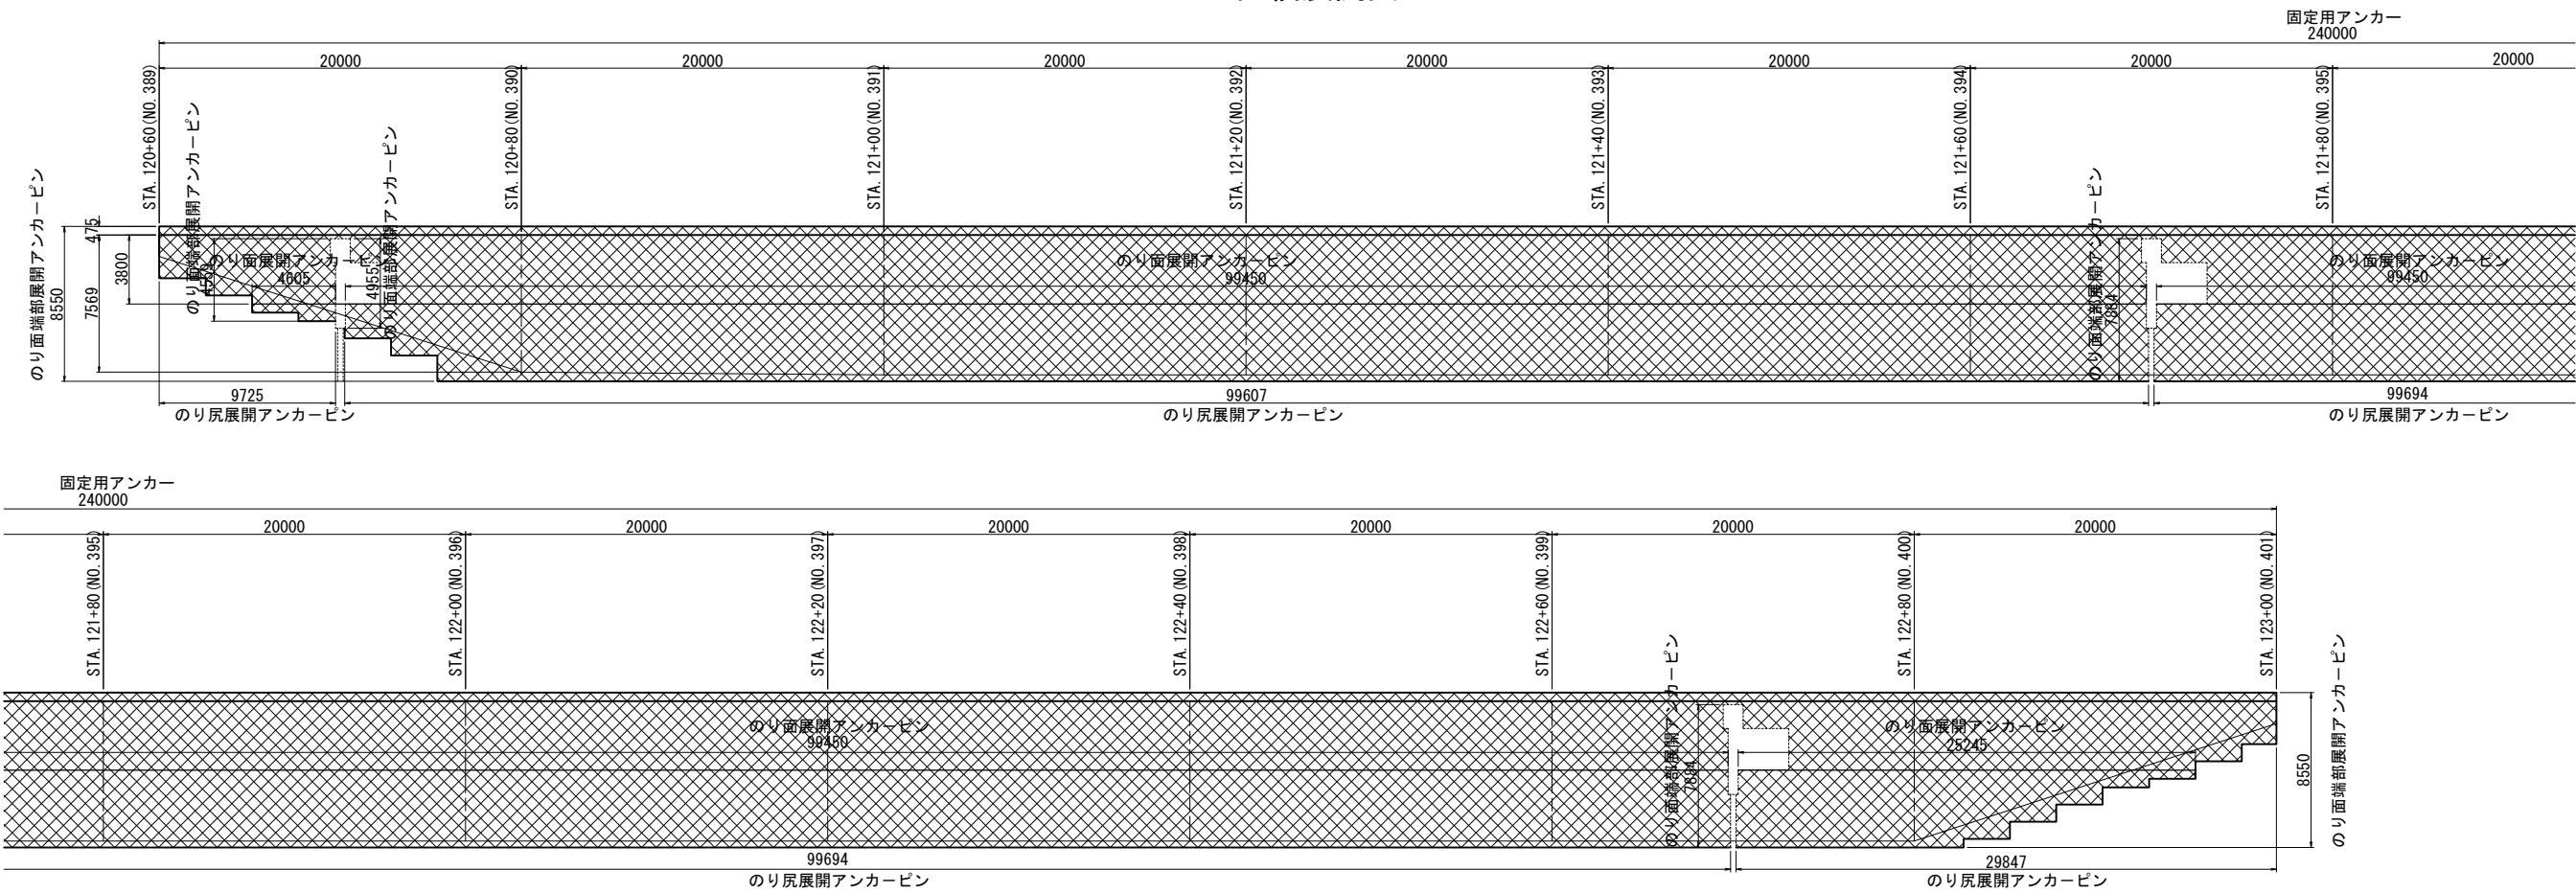 固定用アンカー
240000
20000
20000
20000
20000
20000
20000
20000
STA. 120+60(NO. 389)
STA. 120+80(NO. 390)
STA. 121+00(NO. 391)
STA. 121+20(NO. 392)
STA. 121+40(NO. 393)
STA. 121+60(NO. 394)
STA. 121+80(NO. 395)
のり面端部展開アンカーピン
8550
475
7569
3800
のり面端部展開アンカーピン
のり面展開アンカーピン
4605
4955
のり面端部展開アンカーピン
のり面展開アンカーピン
99450
のり面端部展開アンカーピン
7884
のり面展開アンカーピン
99450
9725
のり尻展開アンカーピン
99607
のり尻展開アンカーピン
99694
のり尻展開アンカーピン
固定用アンカー
240000
20000
20000
20000
20000
20000
20000
STA. 121+80(NO. 395)
STA. 122+00(NO. 396)
STA. 122+20(NO. 397)
STA. 122+40(NO. 398)
STA. 122+60(NO. 399)
STA. 122+80(NO. 400)
STA. 123+00(NO. 401)
のり面展開アンカーピン
99450
のり面端部展開アンカーピン
7884
のり面展開アンカーピン
25245
8550
のり面端部展開アンカーピン
99694
のり尻展開アンカーピン
29847
のり尻展開アンカーピン